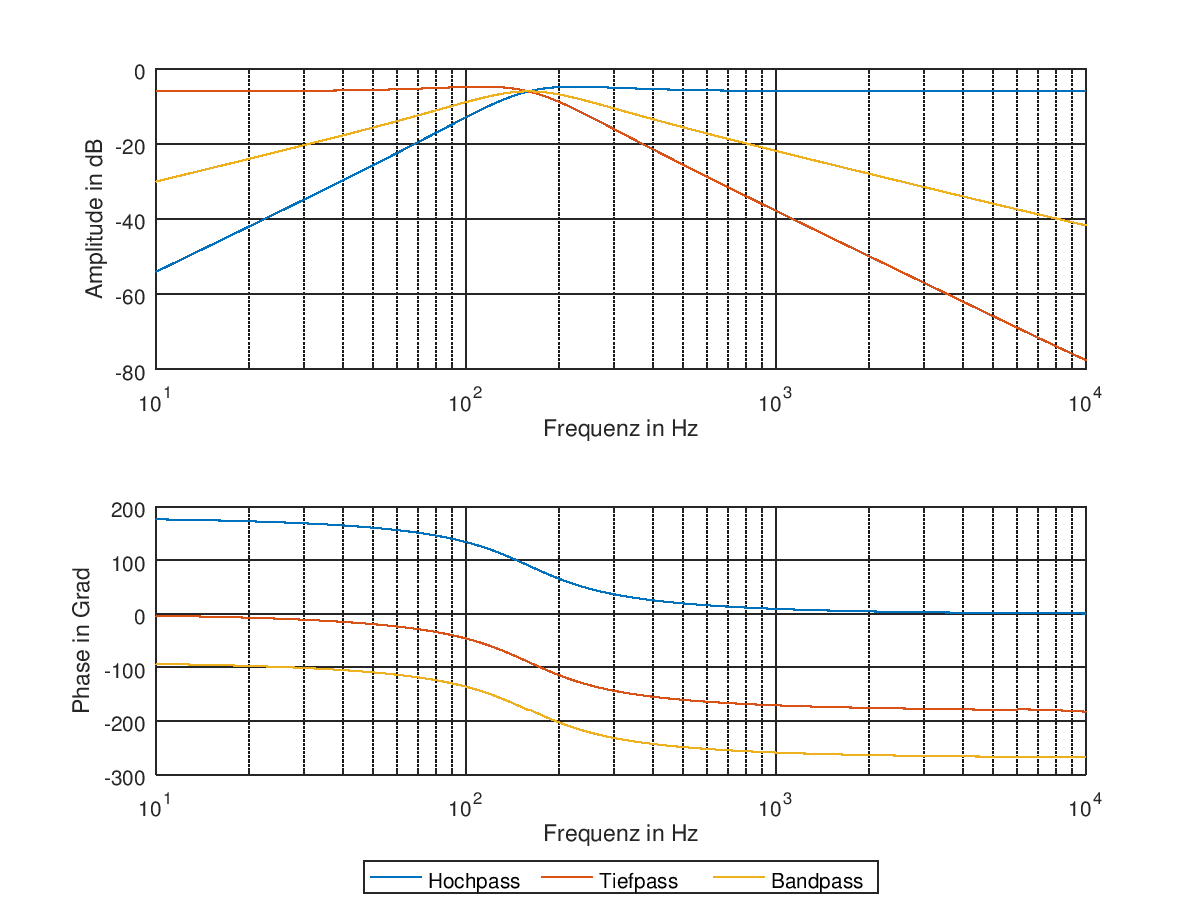 0
-20
-40
-60
-80
Amplitude in dB
10^1 10^2 10^3 10^4
Frequenz in Hz
200
100
0
-100
-200
-300
Phase in Grad
10^1 10^2 10^3 10^4
Frequenz in Hz
Hochpass Tiefpass Bandpass